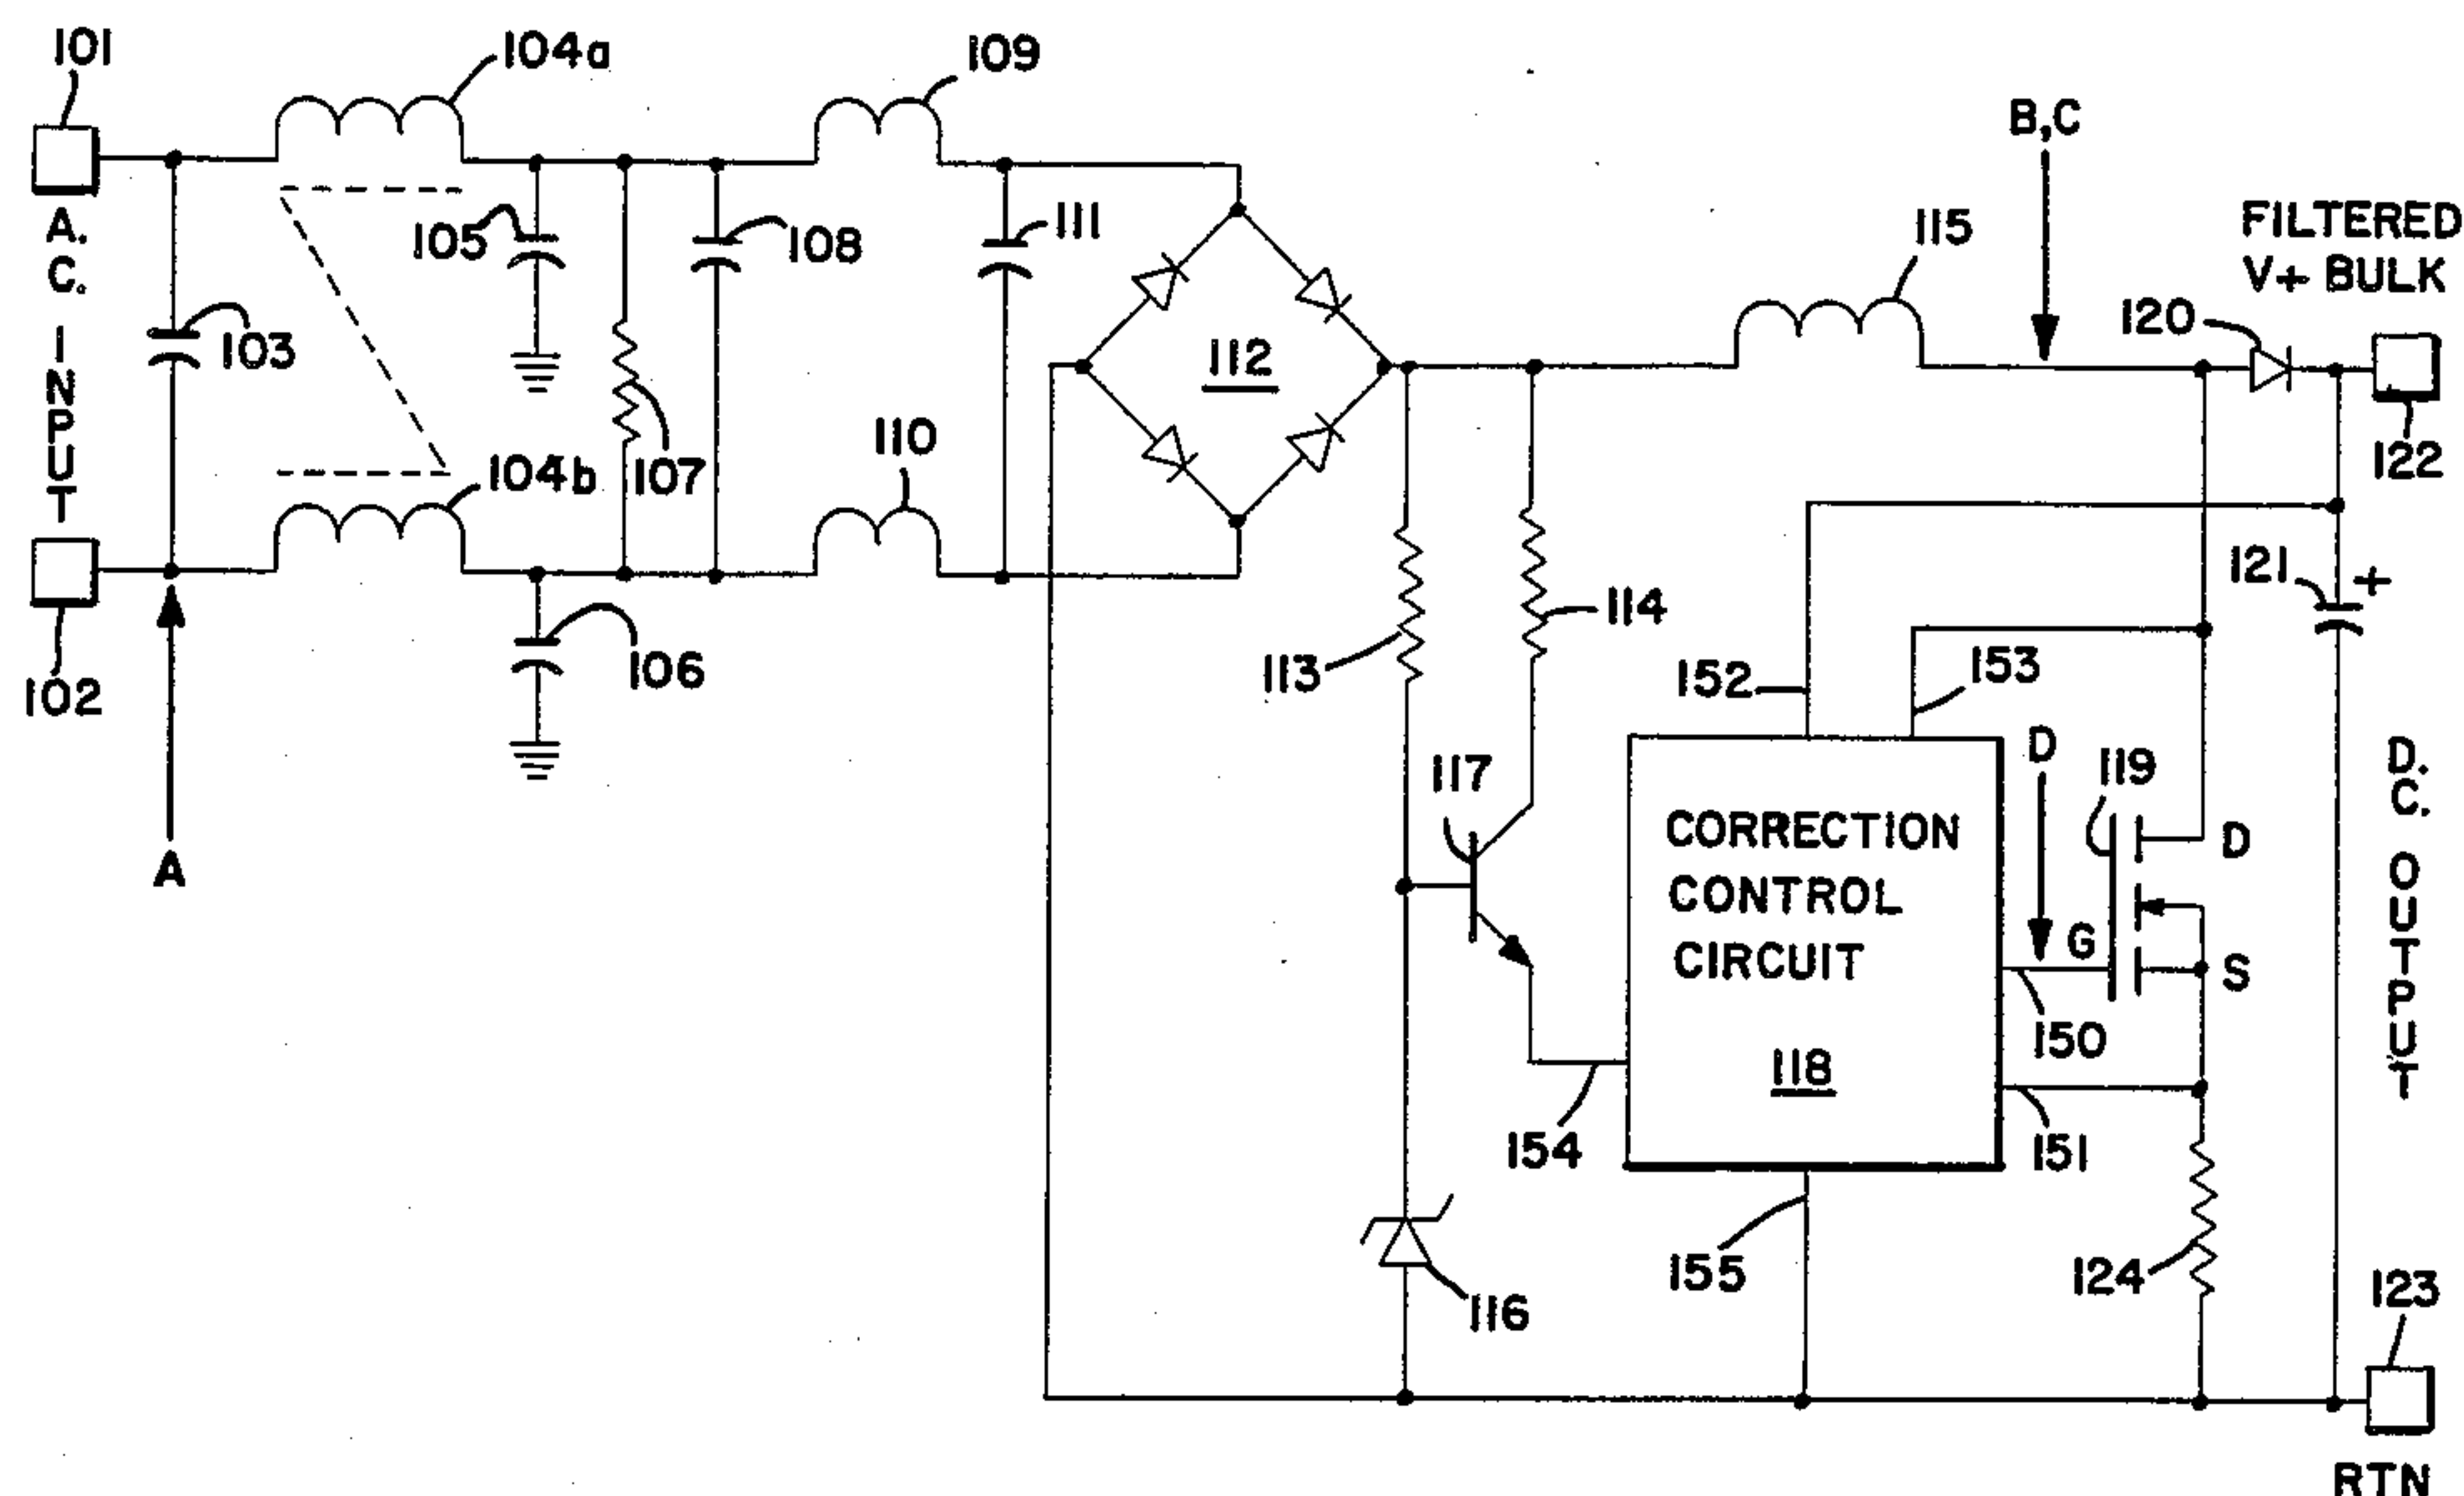 101
104a
109
A.C. INPUT
103
105
107
108
111
112
115
B,C
FILTERED
V+ BULK
120
122
102
104b
106
110
A
113
114
117
152
153
121
+
D
119
D
G
S
CORRECTION
CONTROL
CIRCUIT
118
150
151
154
155
116
124
D.C. OUTPUT
123
RTN